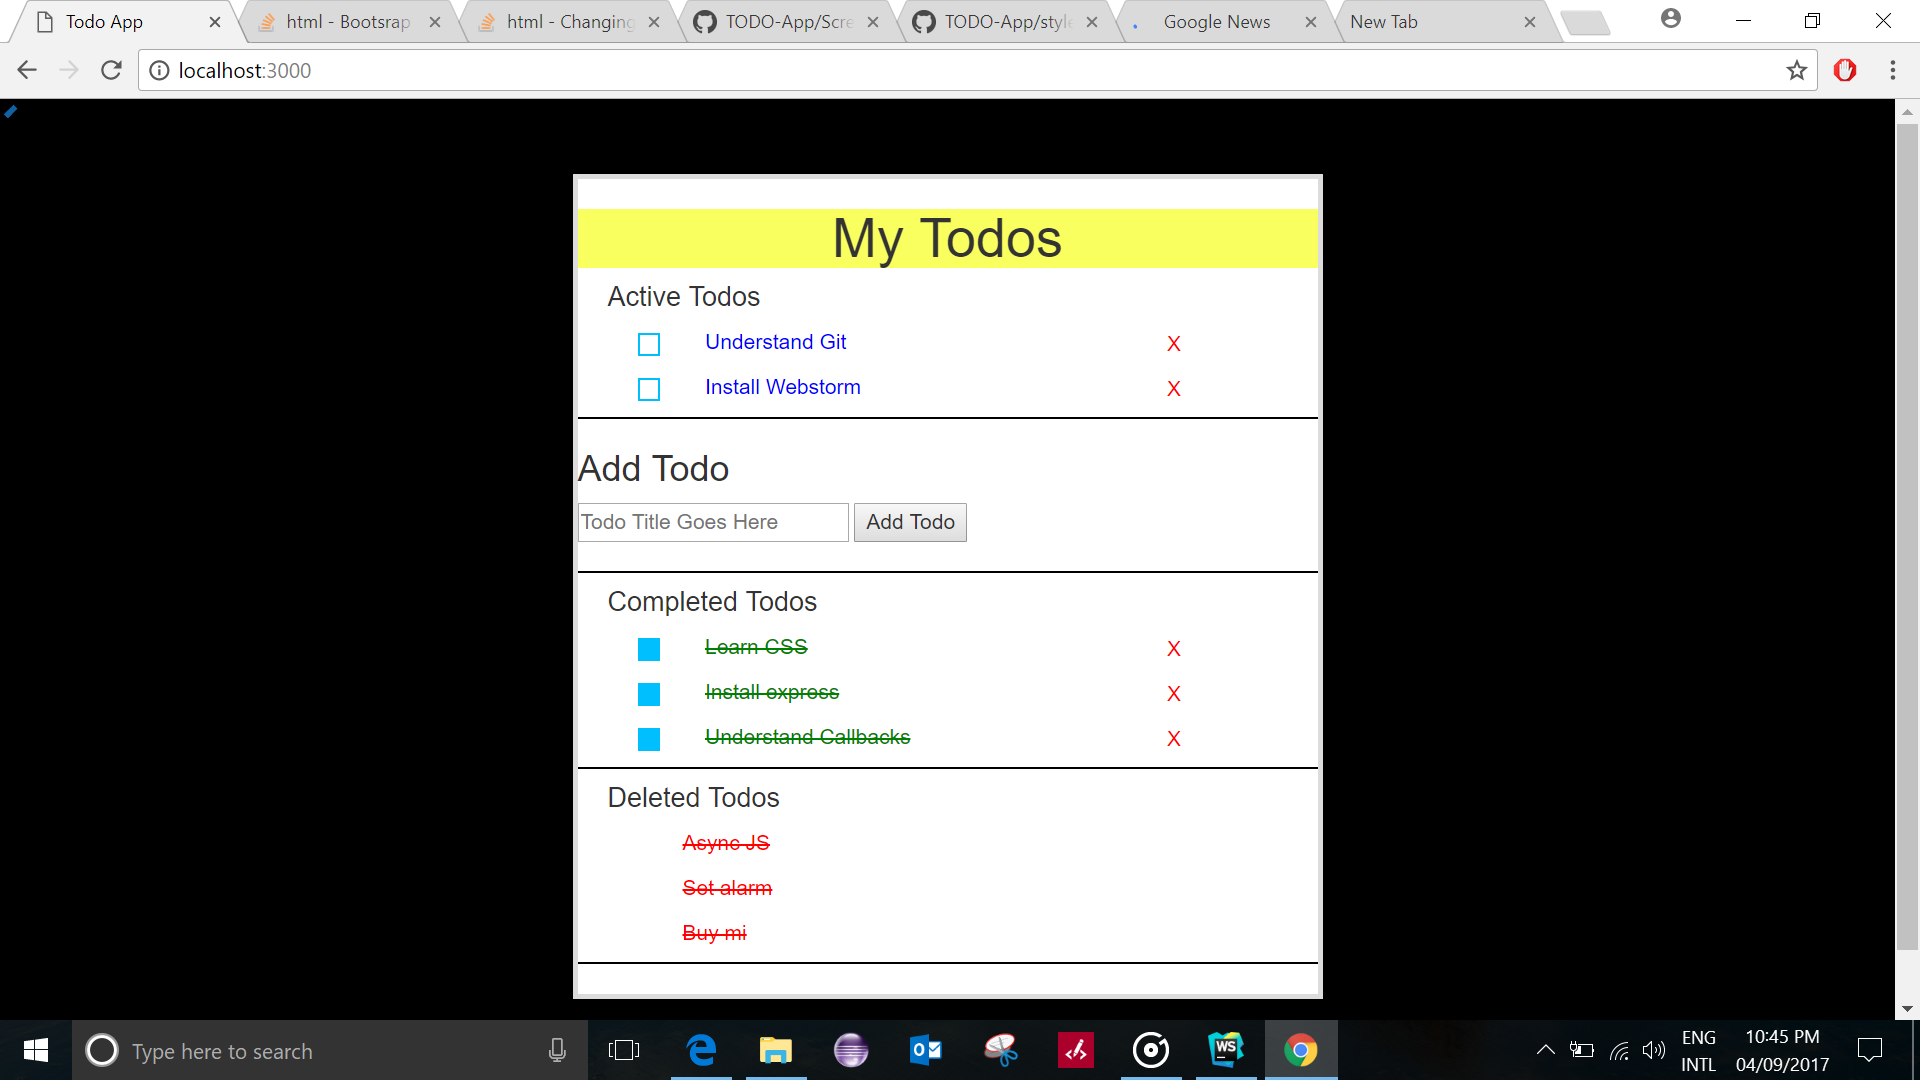 Todo App
html - Bootsrap
html - Changing
TODO-App/Scre
TODO-App/style
Google News
New Tab
localhost:3000
My Todos
Active Todos
Understand Git X
Install Webstorm X
Add Todo
Todo Title Goes Here Add Todo
Completed Todos
Learn CSS X
Install express X
Understand Callbacks X
Deleted Todos
Async JS
Set alarm
Buy mi
Type here to search
WS
ENG
INTL
10:45 PM
04/09/2017